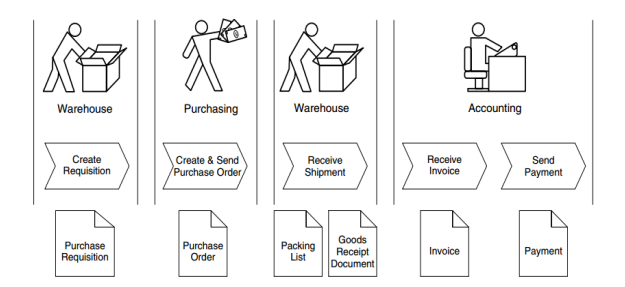 Warehouse
Purchasing
Warehouse
Accounting
Create
Requisition
Create & Send
Purchase Order
Receive
Shipment
Receive
Invoice
Send
Payment
Purchase
Requisition
Purchase
Order
Packing
List
Goods
Receipt
Document
Invoice
Payment